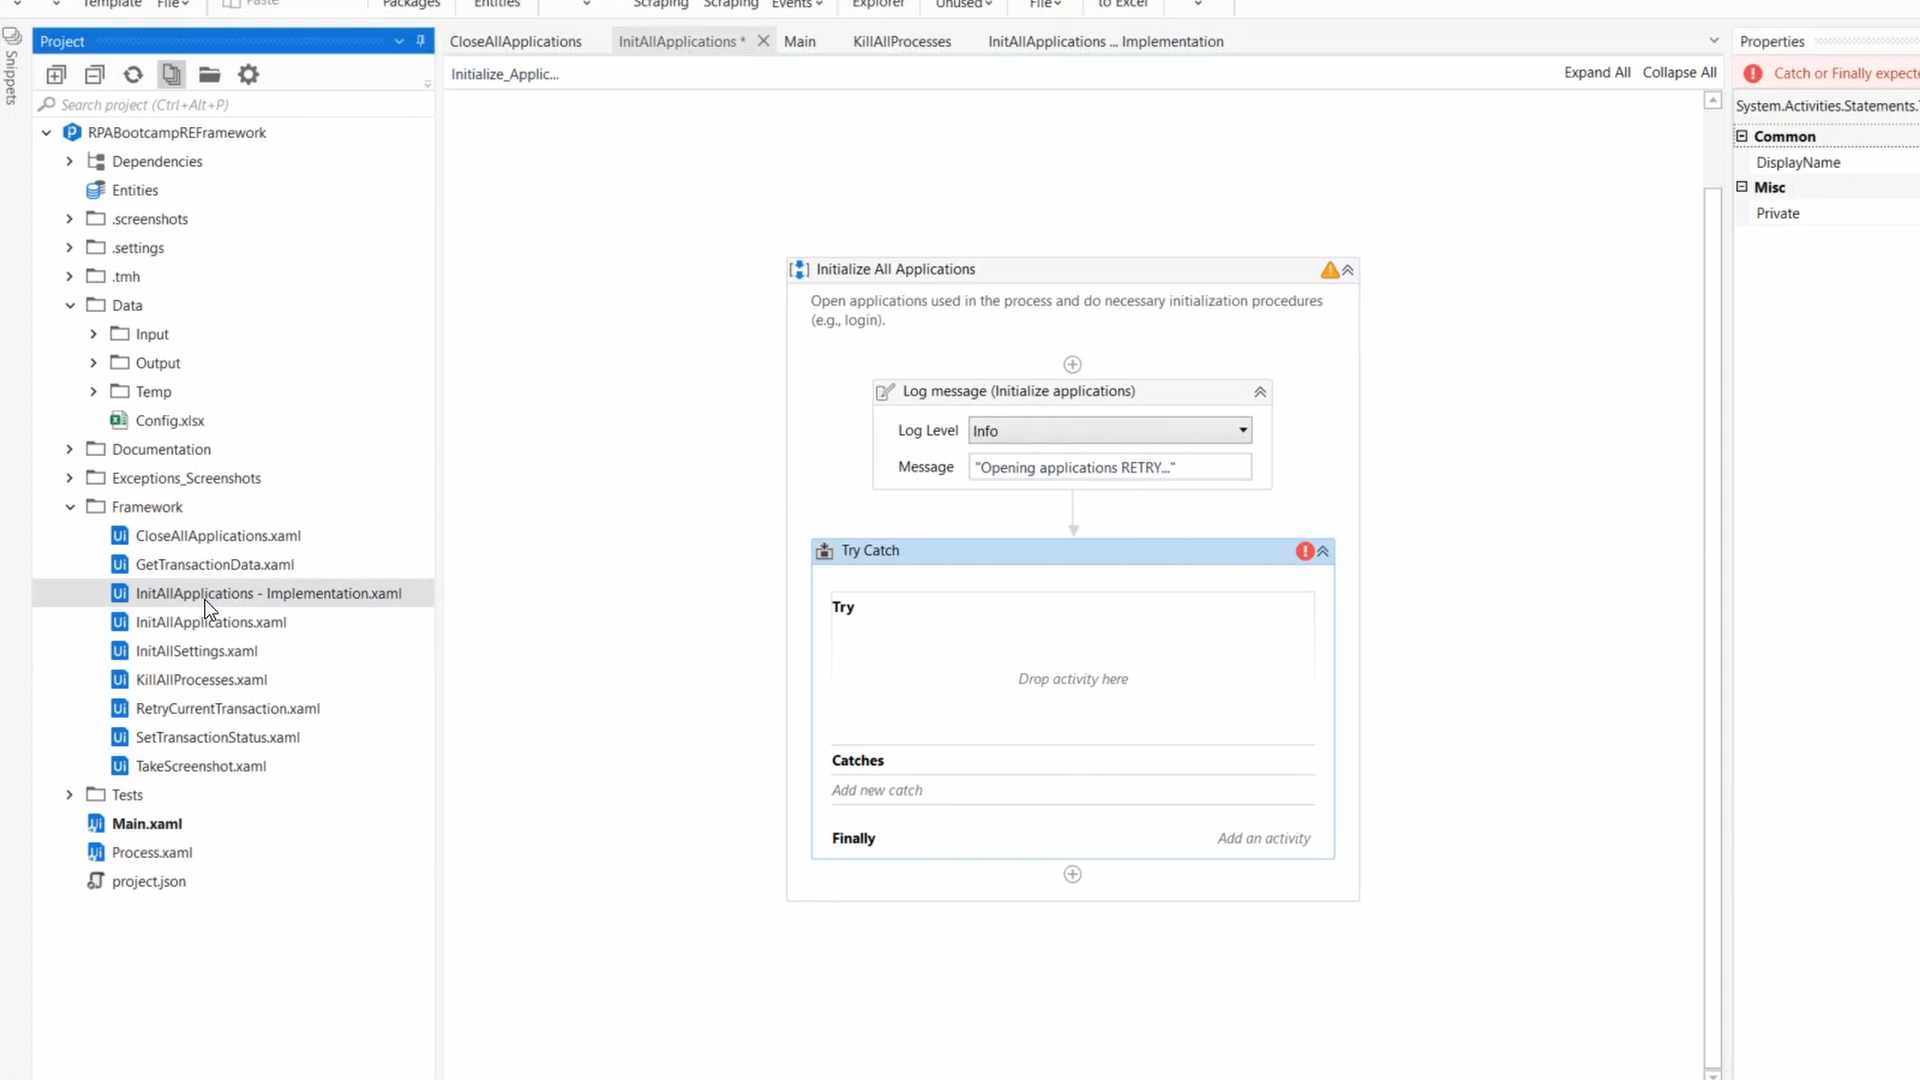 Template File Paste Packages Entities Scraping Scraping Events Explorer Unused File to Excel
Snippets
Project
Search project (Ctrl+Alt+P)
RPABootcampREFramework
Dependencies
Entities
.screenshots
.settings
.tmh
Data
Input
Output
Temp
Config.xlsx
Documentation
Exceptions_Screenshots
Framework
CloseAllApplications.xaml
GetTransactionData.xaml
InitAllApplications - Implementation.xaml
InitAllApplications.xaml
InitAllSettings.xaml
KillAllProcesses.xaml
RetryCurrentTransaction.xaml
SetTransactionStatus.xaml
TakeScreenshot.xaml
Tests
Main.xaml
Process.xaml
project.json
CloseAllApplications InitAllApplications * Main KillAllProcesses InitAllApplications ... Implementation
Initialize_Applic... Expand All Collapse All
Initialize All Applications
Open applications used in the process and do necessary initialization procedures
(e.g., login).
Log message (Initialize applications)
Log Level Info
Message "Opening applications RETRY..."
Try Catch
Try
Drop activity here
Catches
Add new catch
Finally Add an activity
Properties
Catch or Finally expecte
System.Activities.Statements.
Common
DisplayName
Misc
Private